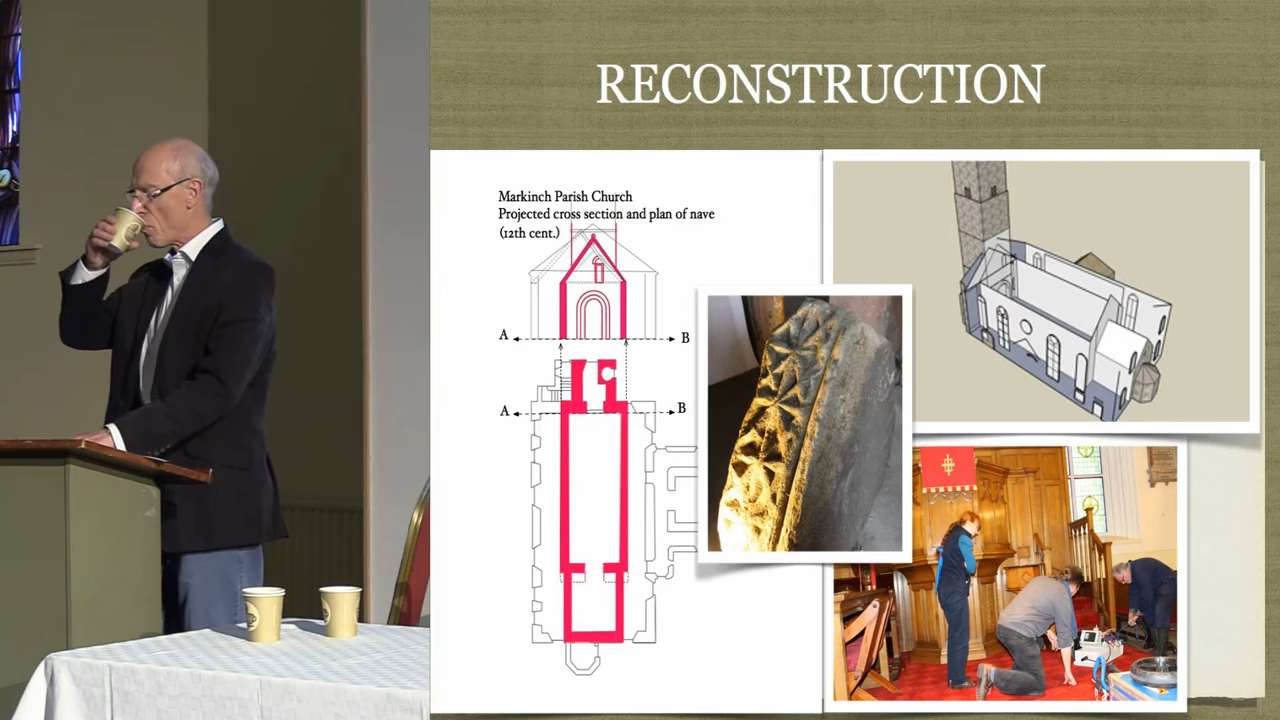 RECONSTRUCTION
Markinch Parish Church
Projected cross section and plan of nave
(12th cent.)
A
B
A
B